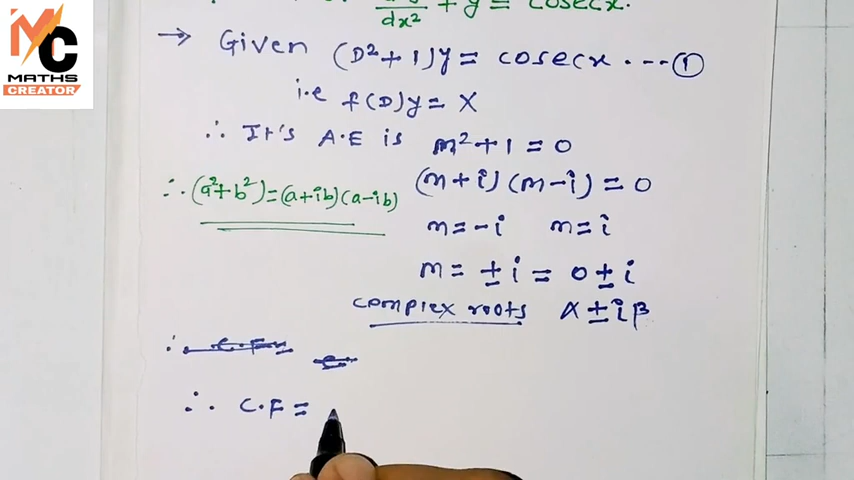 MC
MATHS
CREATOR
dx² + y = cosecx.
→ Given (D²+1)y = cosecx ---- ①
i.e f(D)y = X
∴ It's A.E is m²+1=0
∴ (a²+b²)=(a+ib)(a-ib) (m+i)(m-i)=0
m=-i m=i
m= ±i = 0±i
complex roots α±iβ
∴ C.F=
∴ C.F =